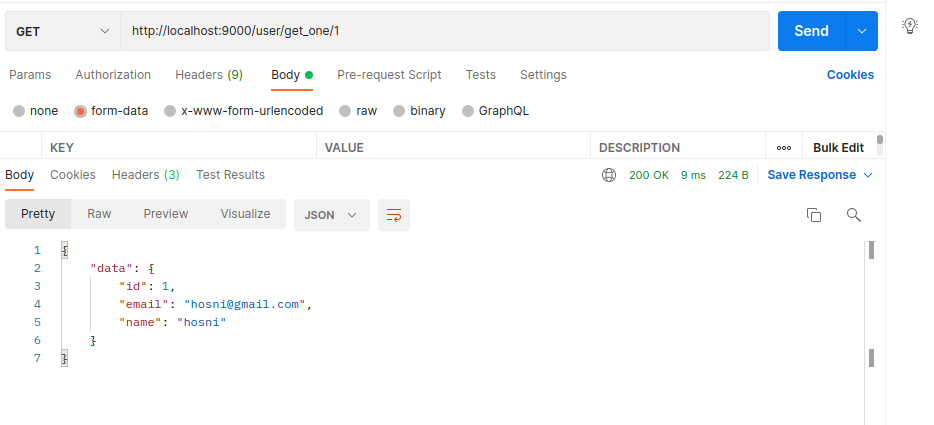 GET http://localhost:9000/user/get_one/1 Send
Params Authorization Headers (9) Body Pre-request Script Tests Settings Cookies
none form-data x-www-form-urlencoded raw binary GraphQL
KEY VALUE DESCRIPTION ooo Bulk Edit
Body Cookies Headers (3) Test Results 200 OK 9 ms 224 B Save Response
Pretty Raw Preview Visualize JSON
1 {
2 "data": {
3 "id": 1,
4 "email": "hosni@gmail.com",
5 "name": "hosni"
6 }
7 }